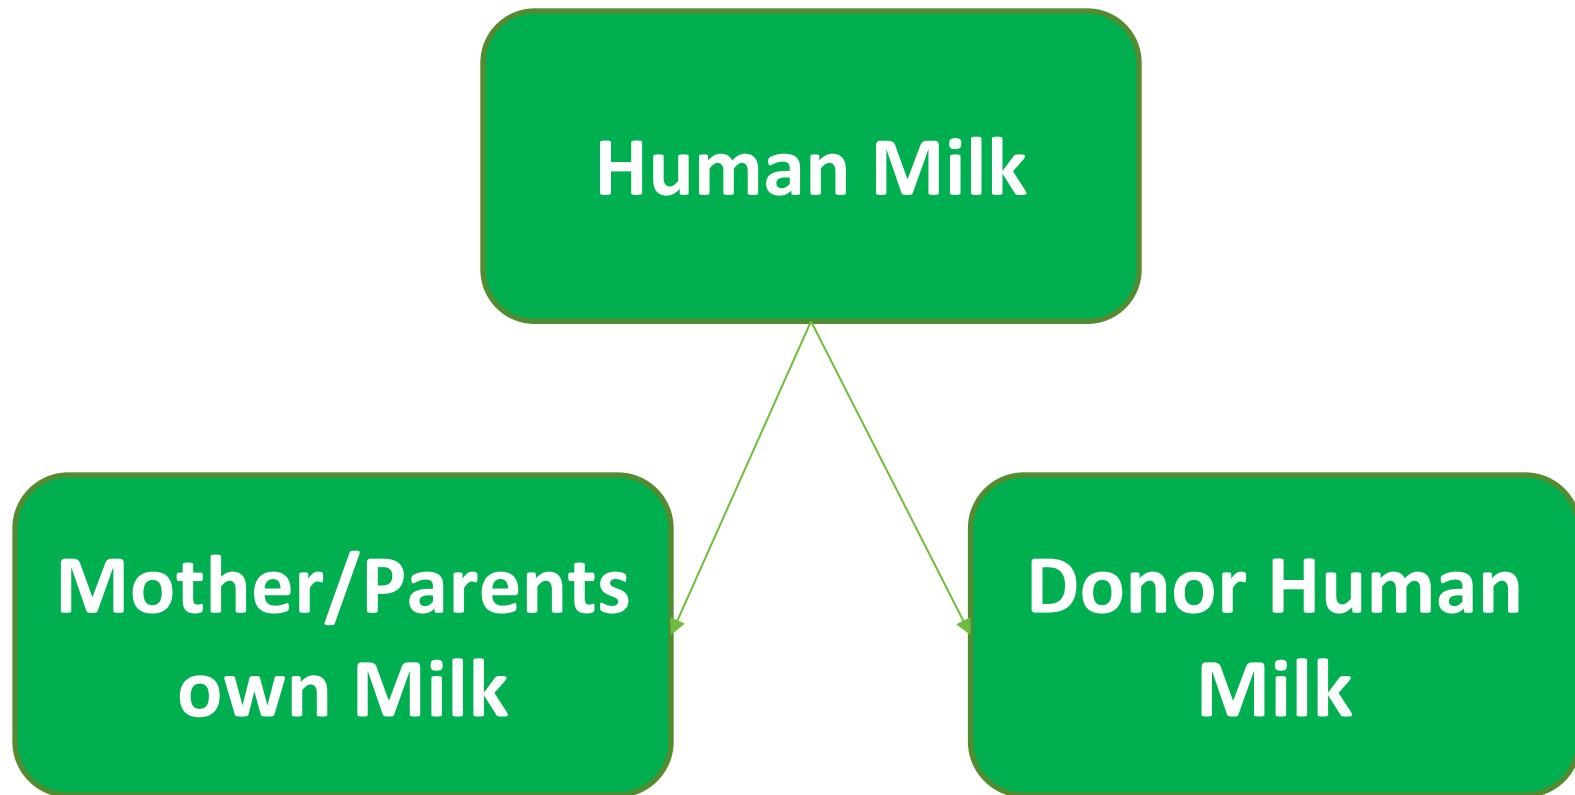 Human Milk
Mother/Parents
own Milk
Donor Human
Milk